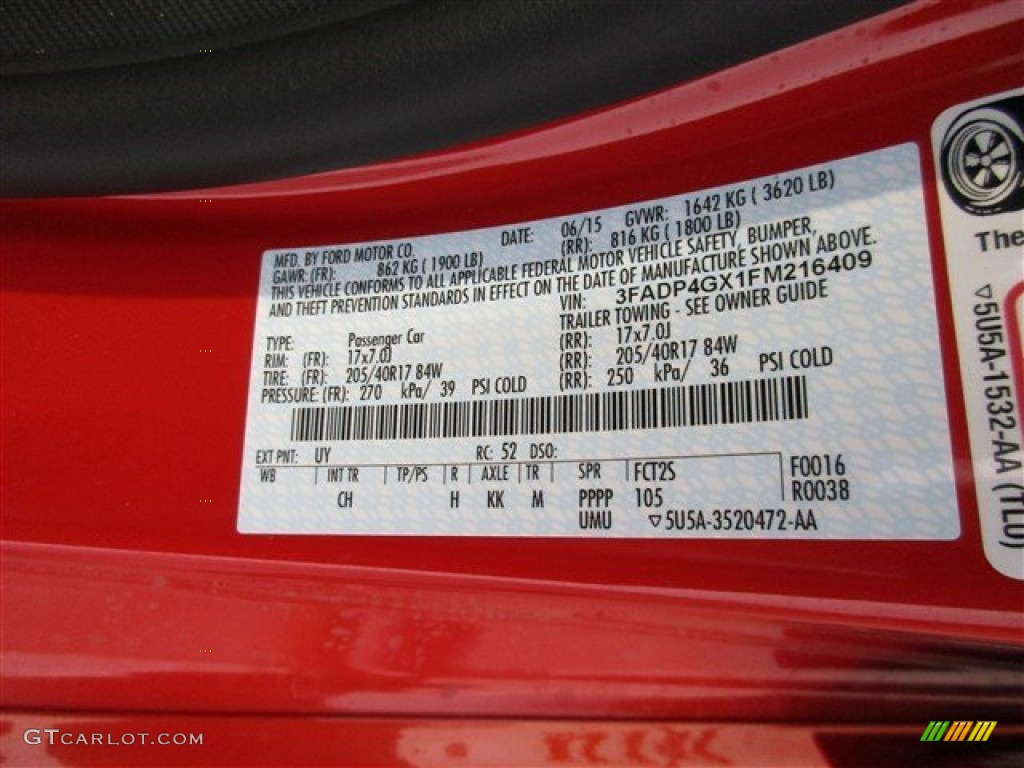 MFD. BY FORD MOTOR CO. DATE: 06/15 GVWR: 1642 KG ( 3620 LB)
GAWR: (FR): 862 KG ( 1900 LB) (RR): 816 KG ( 1800 LB)
THIS VEHICLE CONFORMS TO ALL APPLICABLE FEDERAL MOTOR VEHICLE SAFETY, BUMPER,
AND THEFT PREVENTION STANDARDS IN EFFECT ON THE DATE OF MANUFACTURE SHOWN ABOVE.
VIN: 3FADP4GX1FM216409
TYPE: Passenger Car TRAILER TOWING - SEE OWNER GUIDE
RIM: (FR): 17x7.0J (RR): 17x7.0J
TIRE: (FR): 205/40R17 84W (RR): 205/40R17 84W
PRESSURE: (FR): 270 kPa/ 39 PSI COLD (RR): 250 kPa/ 36 PSI COLD
EXT PNT: UY RC: 52 DSO:
WB INT TR TP/PS R AXLE TR SPR FCT2S F0016
CH H KK M PPPP 105 R0038
UMU 5U5A-3520472-AA
The
5U5A-1532-AA (TLU)
GTCARLOT.COM